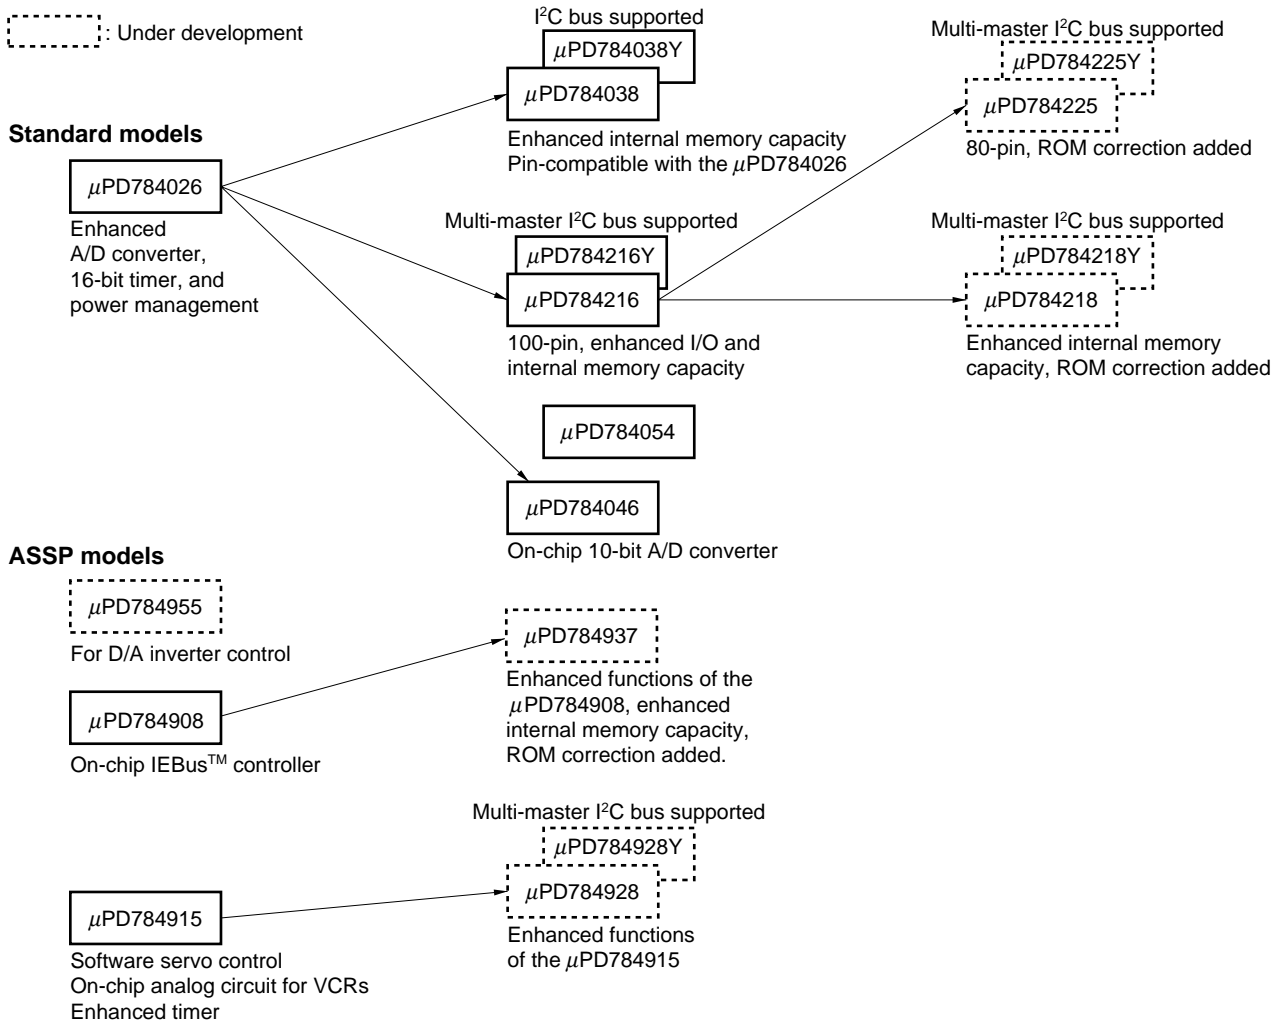 : Under development
I²C bus supported
μPD784038Y
μPD784038
Enhanced internal memory capacity
Pin-compatible with the μPD784026
Multi-master I²C bus supported
μPD784225Y
μPD784225
80-pin, ROM correction added
Standard models
μPD784026
Enhanced
A/D converter,
16-bit timer, and
power management
Multi-master I²C bus supported
μPD784216Y
μPD784216
100-pin, enhanced I/O and
internal memory capacity
Multi-master I²C bus supported
μPD784218Y
μPD784218
Enhanced internal memory
capacity, ROM correction added
μPD784054
μPD784046
On-chip 10-bit A/D converter
ASSP models
μPD784955
For D/A inverter control
μPD784908
On-chip IEBus™ controller
μPD784937
Enhanced functions of the
μPD784908, enhanced
internal memory capacity,
ROM correction added.
Multi-master I²C bus supported
μPD784928Y
μPD784928
Enhanced functions
of the μPD784915
μPD784915
Software servo control
On-chip analog circuit for VCRs
Enhanced timer